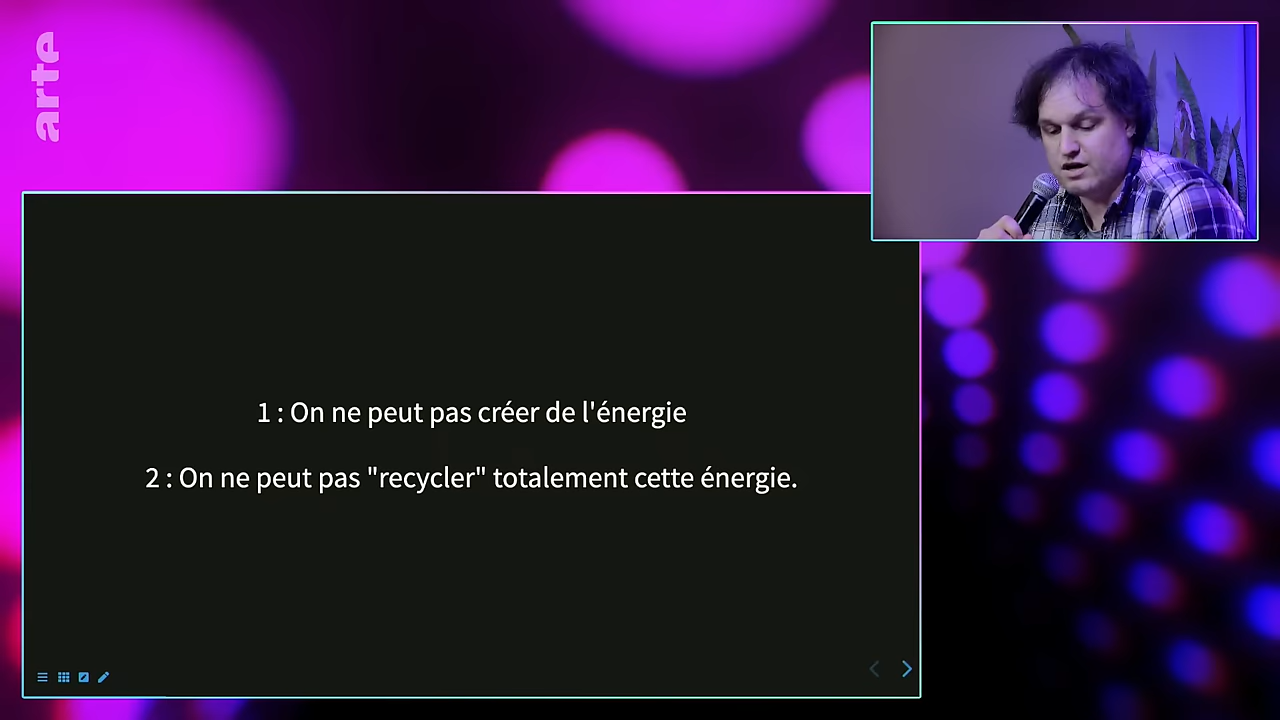 arte
1 : On ne peut pas créer de l'énergie
2 : On ne peut pas "recycler" totalement cette énergie.